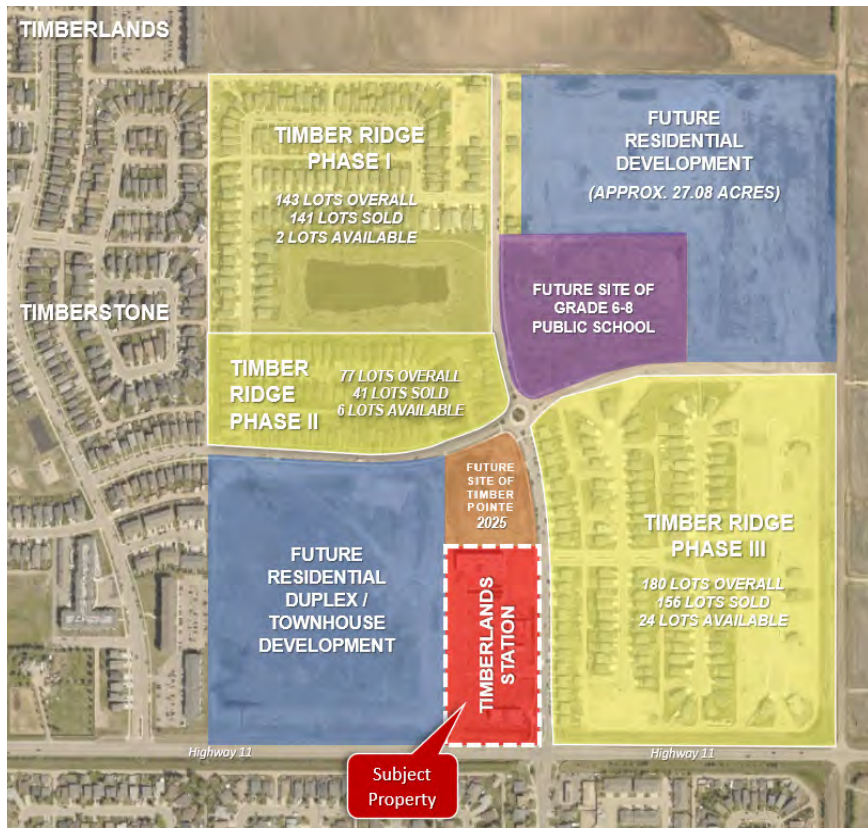 TIMBERLANDS
TIMBER RIDGE
PHASE I
143 LOTS OVERALL
141 LOTS SOLD
2 LOTS AVAILABLE
FUTURE
RESIDENTIAL
DEVELOPMENT
(APPROX. 27.08 ACRES)
FUTURE SITE OF
GRADE 6-8
PUBLIC SCHOOL
TIMBERSTONE
TIMBER
RIDGE
PHASE II
77 LOTS OVERALL
41 LOTS SOLD
6 LOTS AVAILABLE
FUTURE
SITE OF
TIMBER
POINTE
2025
TIMBER RIDGE
PHASE III
180 LOTS OVERALL
156 LOTS SOLD
24 LOTS AVAILABLE
FUTURE
RESIDENTIAL
DUPLEX /
TOWNHOUSE
DEVELOPMENT
TIMBERLANDS
STATION
Highway 11
Highway 11
Subject
Property